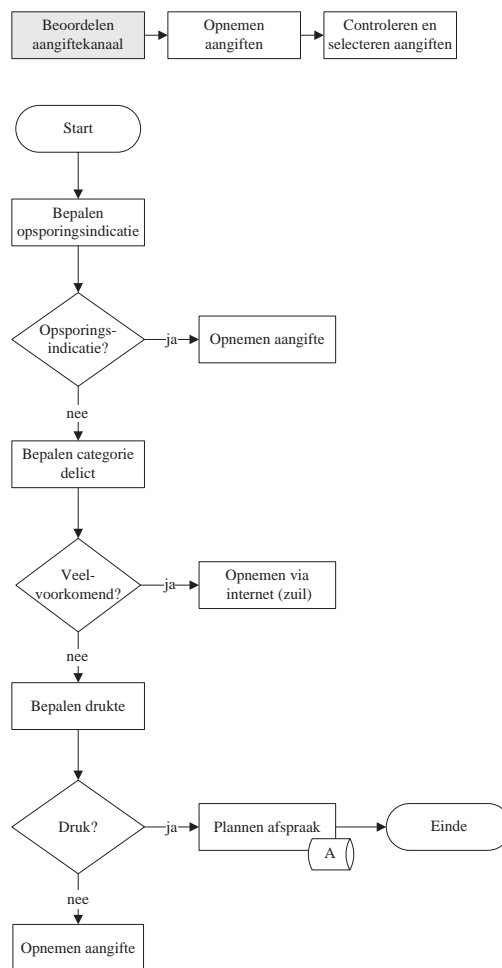 Beoordelen
aangiftekanaal
Opnemen
aangiften
Controleren en
selecteren aangiften
Start
Bepalen
opsporingsindicatie
Opsporings-
indicatie?
ja
Opnemen aangifte
nee
Bepalen categorie
delict
Veel-
voorkomend?
ja
Opnemen via
internet (zuil)
nee
Bepalen drukte
Druk?
ja
Plannen afspraak
A
Einde
nee
Opnemen aangifte